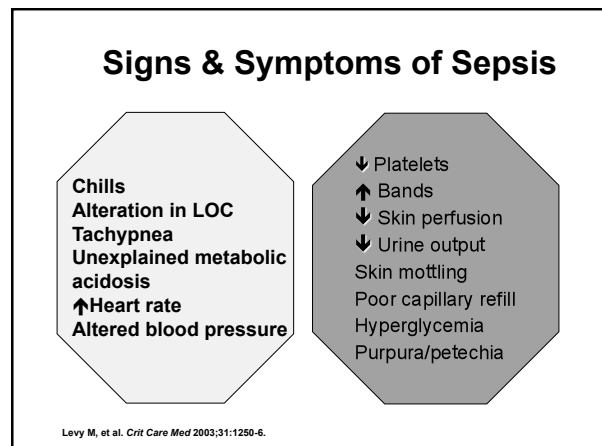 Signs & Symptoms of Sepsis
Chills
Alteration in LOC
Tachypnea
Unexplained metabolic
acidosis
↑Heart rate
Altered blood pressure
↓ Platelets
↑ Bands
↓ Skin perfusion
↓ Urine output
Skin mottling
Poor capillary refill
Hyperglycemia
Purpura/petechia
Levy M, et al. Crit Care Med 2003;31:1250-6.